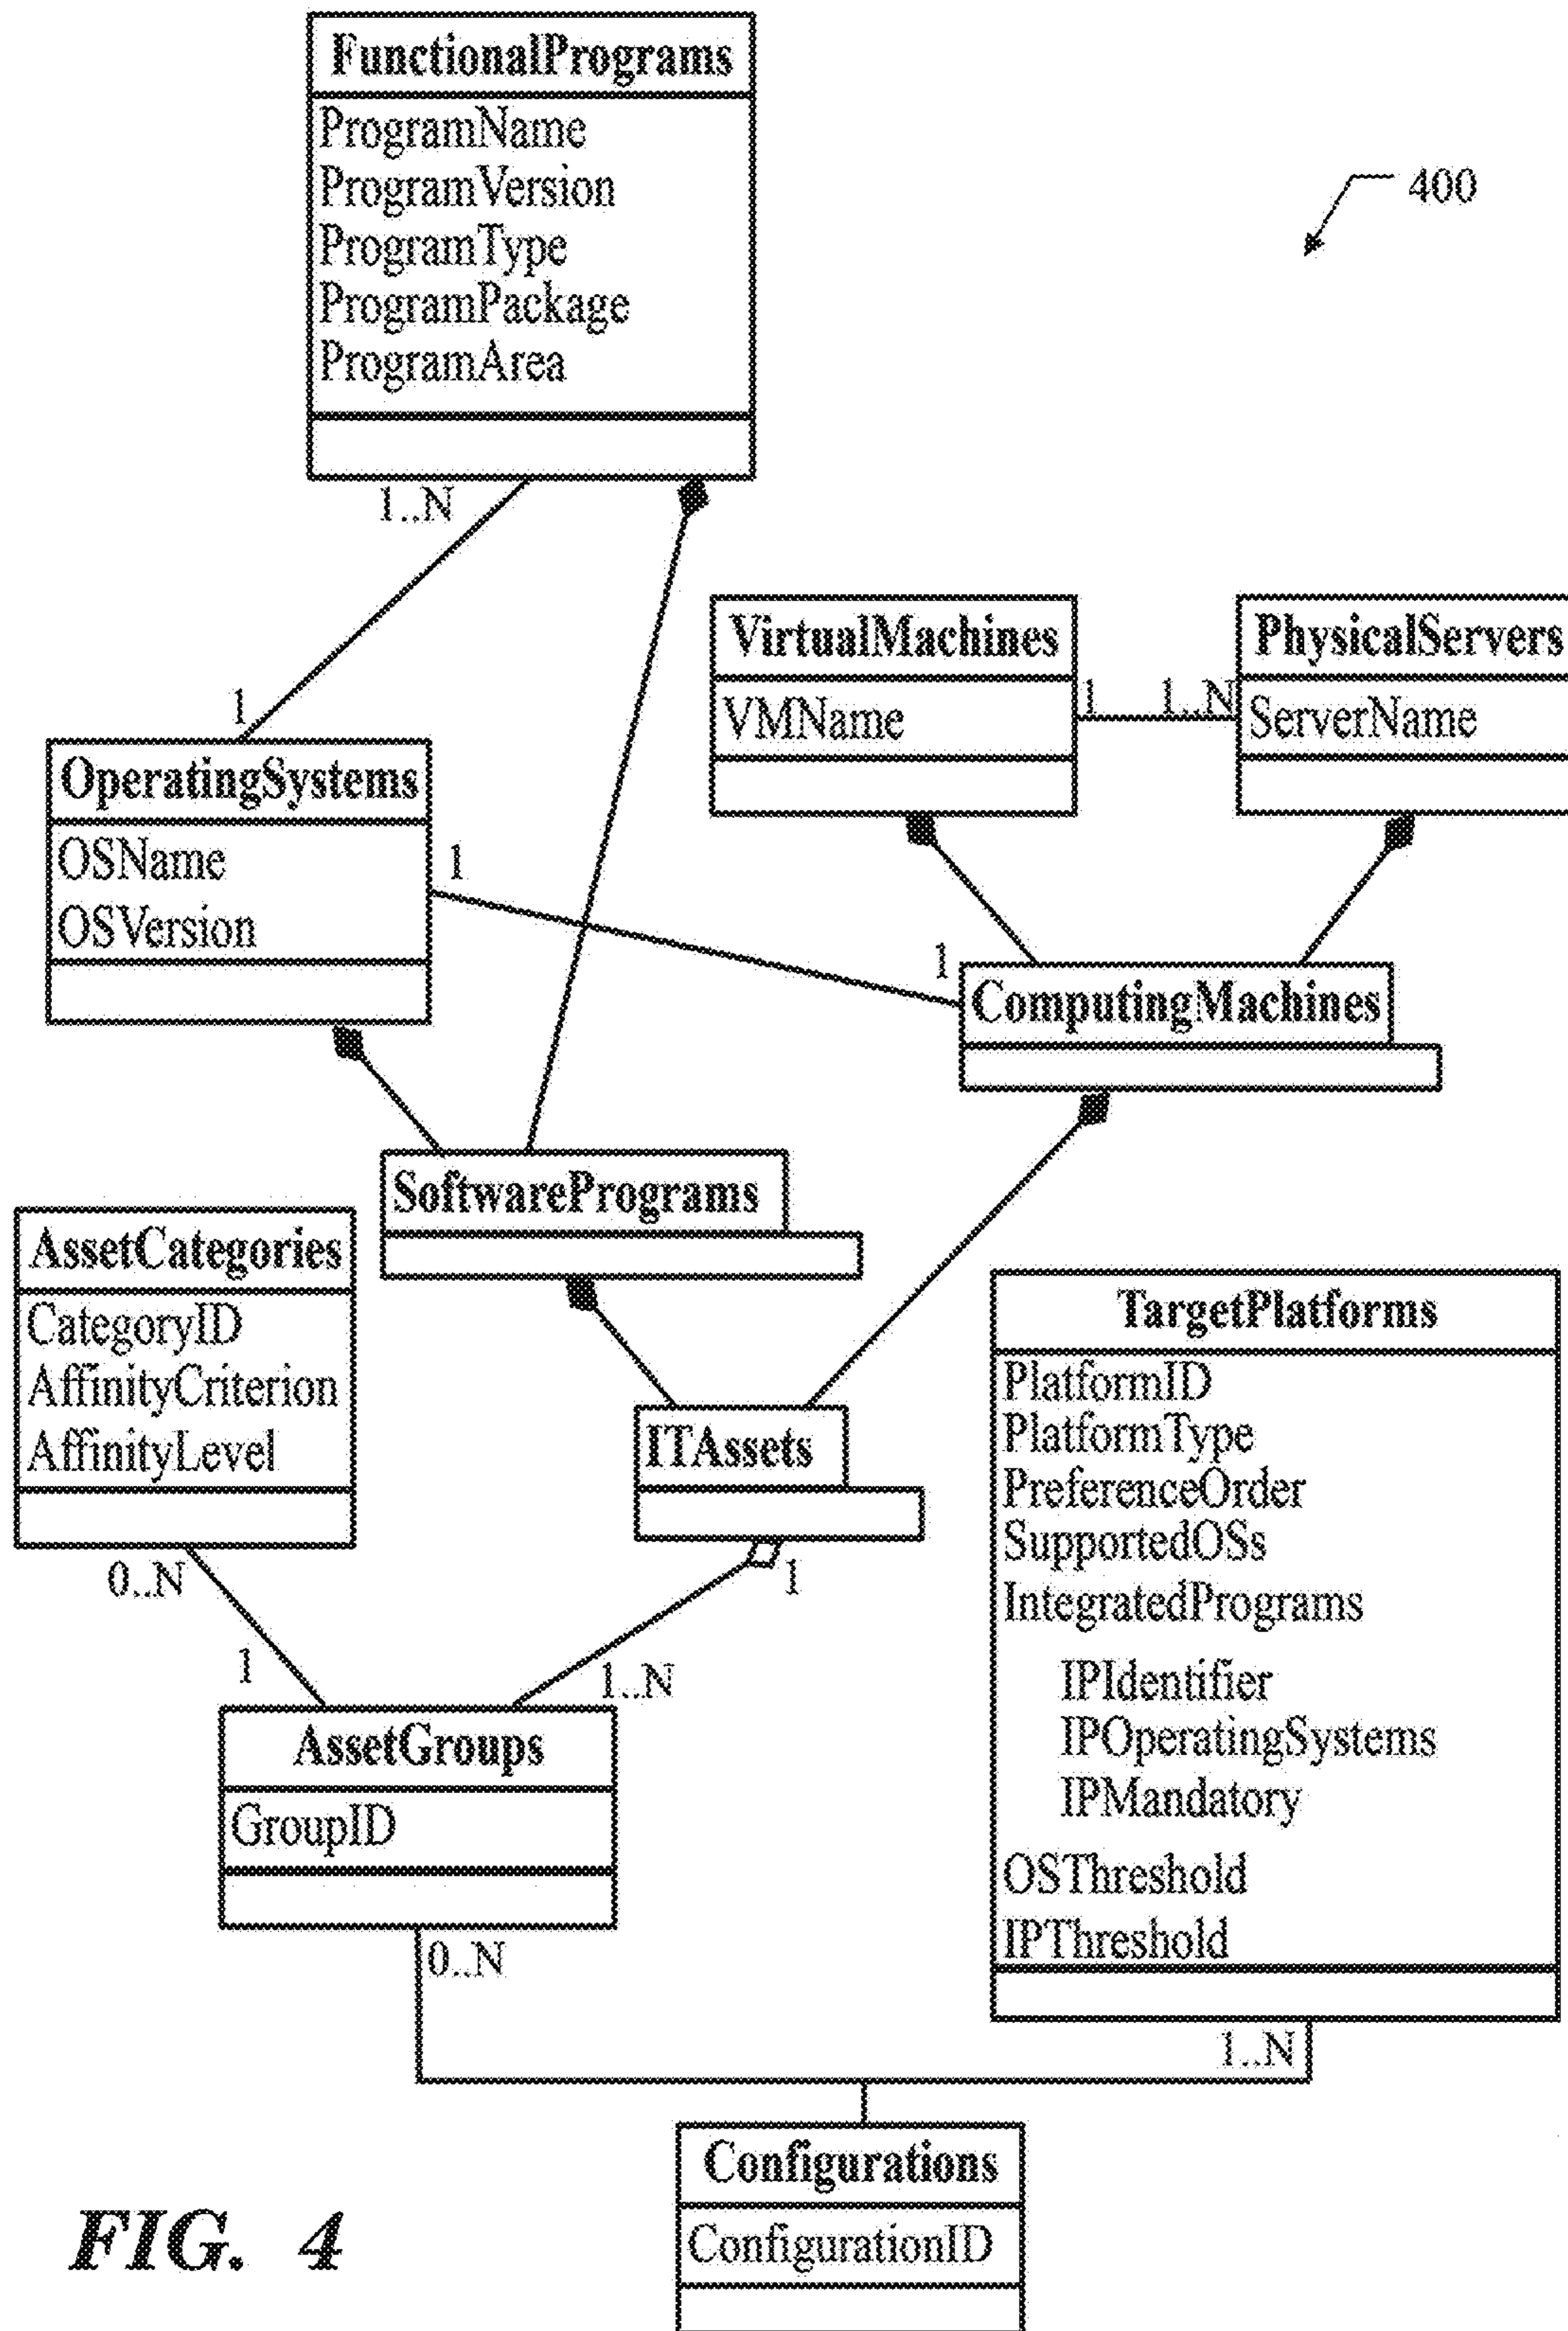 FunctionalPrograms
ProgramName
ProgramVersion
ProgramType
ProgramPackage
ProgramArea
400
1..N
VirtualMachines
VMName
1
1..N
PhysicalServers
ServerName
1
OperatingSystems
OSName
OSVersion
1
1
ComputingMachines
SoftwarePrograms
AssetCategories
CategoryID
AffinityCriterion
AffinityLevel
ITAssets
TargetPlatforms
PlatformID
PlatformType
PreferenceOrder
SupportedOSs
IntegratedPrograms
IPIdentifier
IPOperatingSystems
IPMandatory
OSThreshold
IPThreshold
0..N
1
1
1..N
AssetGroups
GroupID
0..N
1..N
Configurations
ConfigurationID
FIG. 4